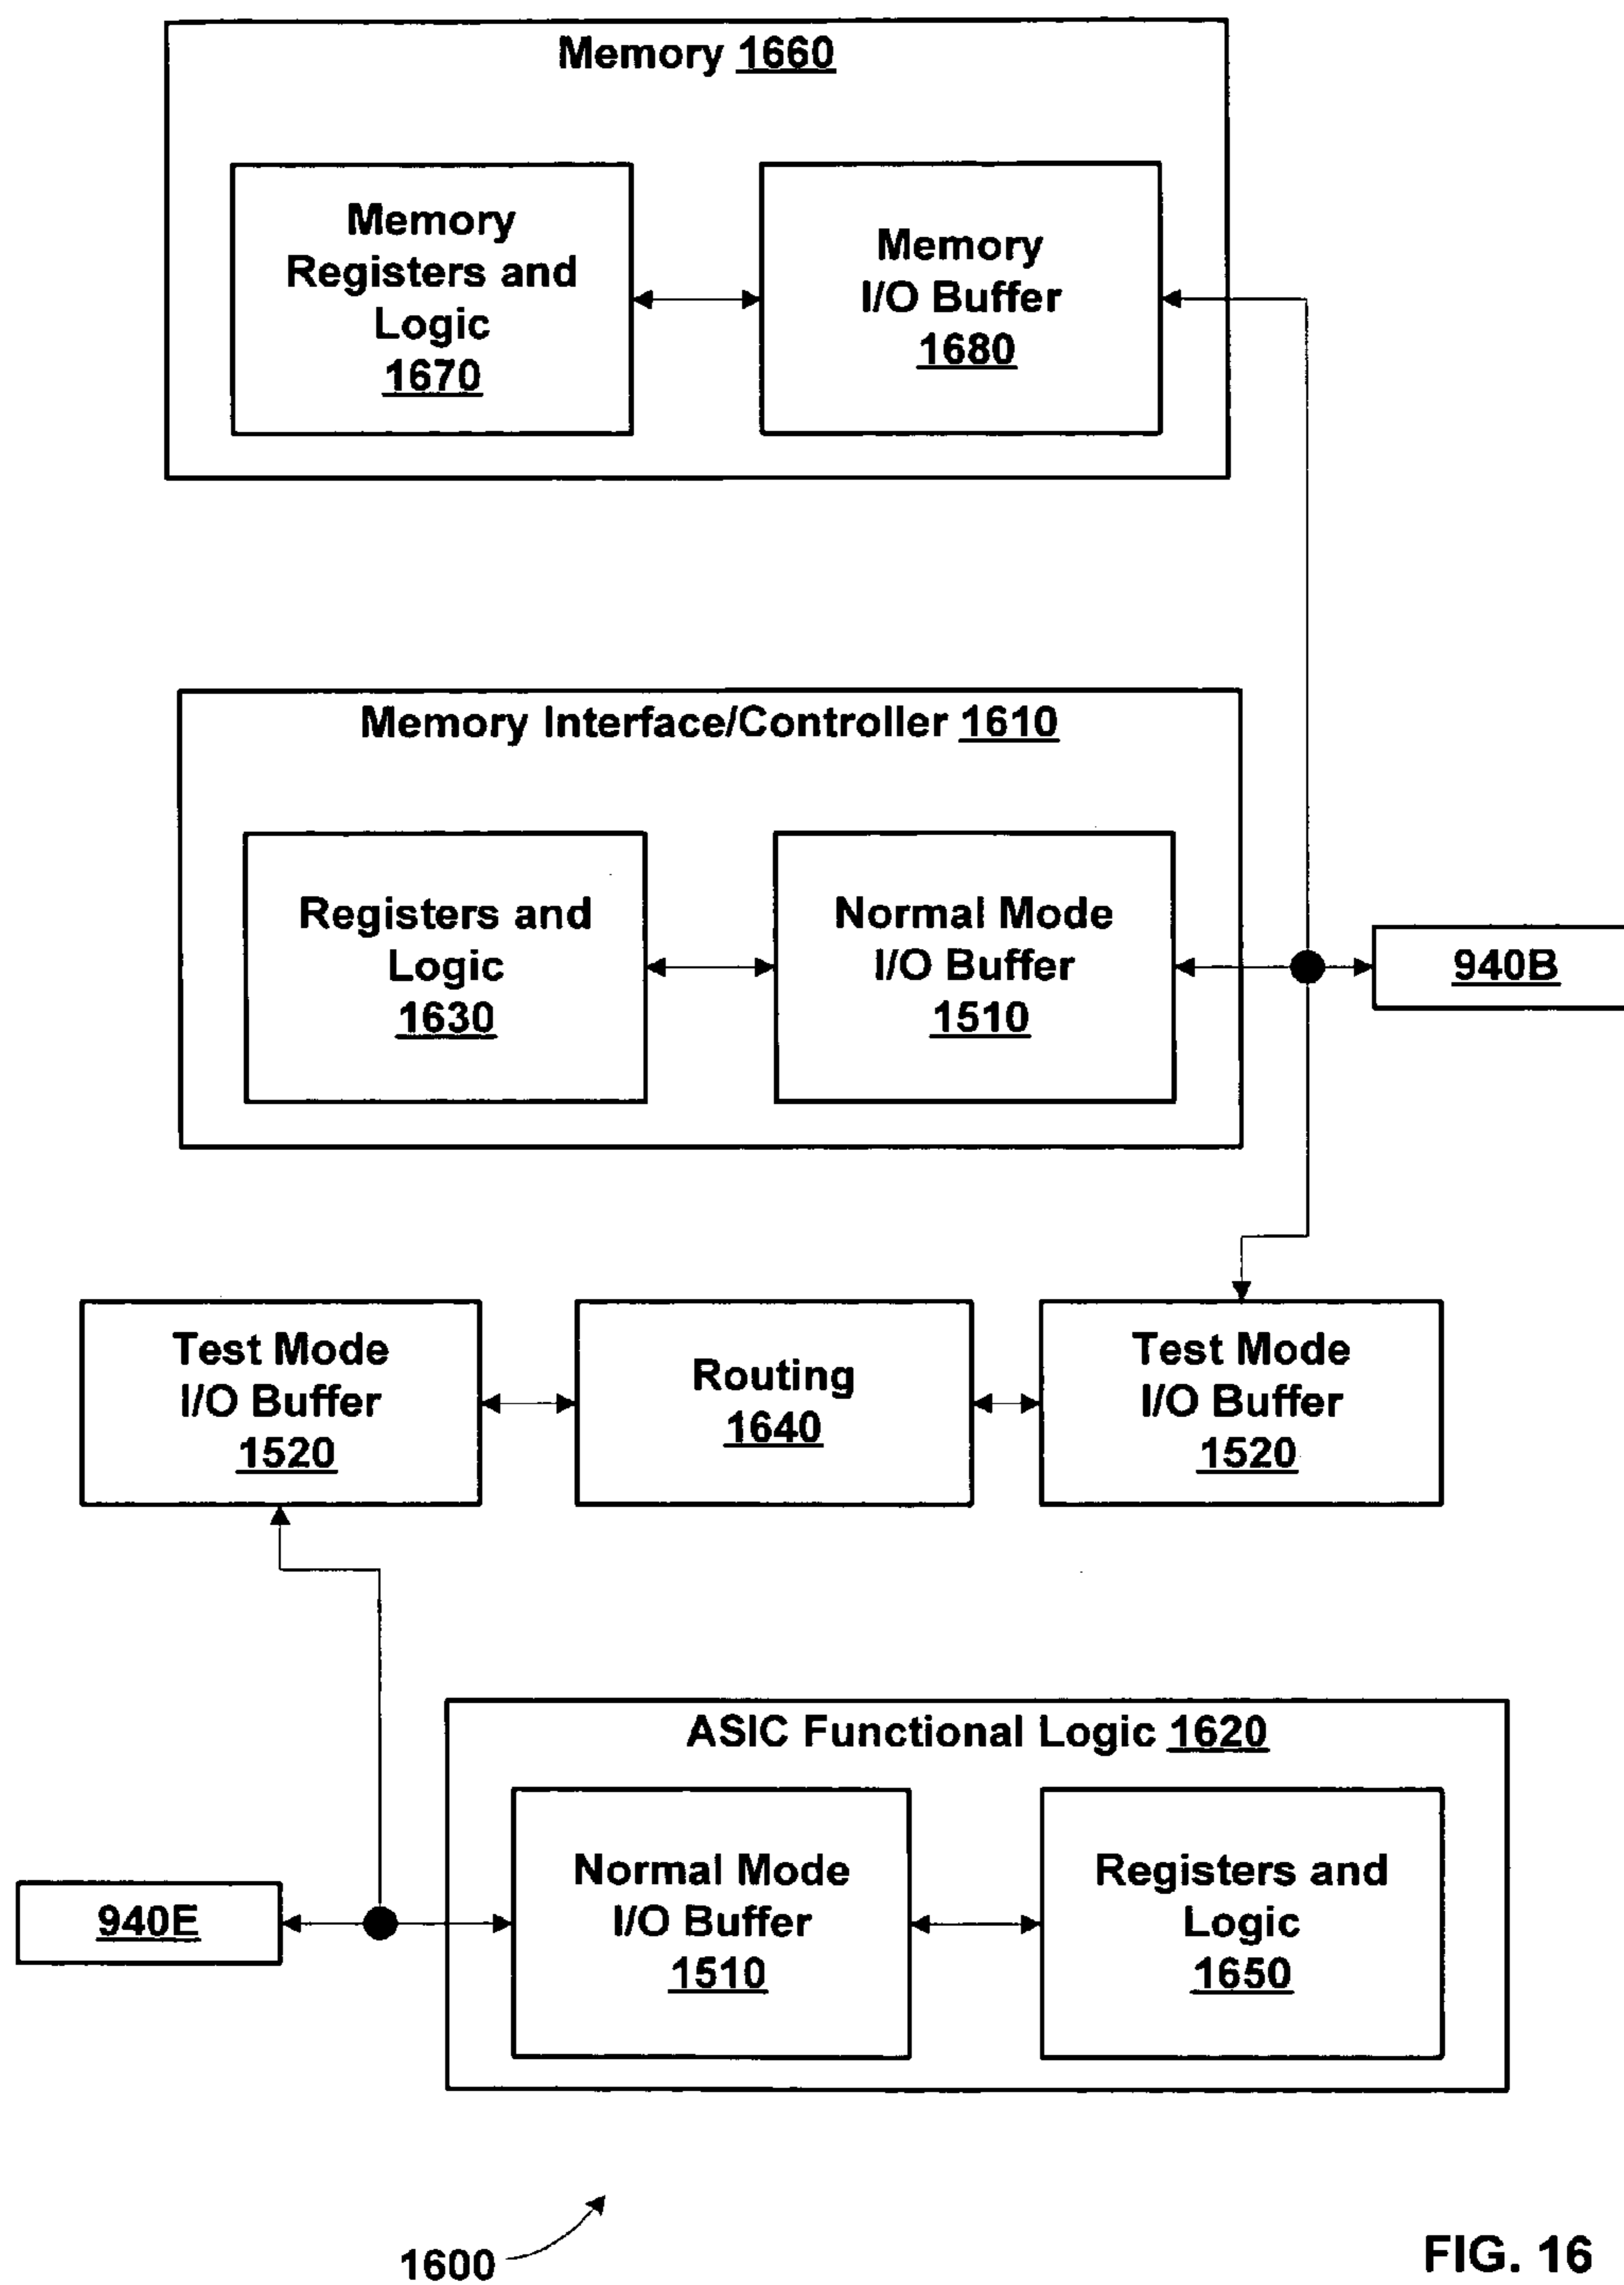 Memory 1660
Memory
Registers and
Logic
1670
Memory
I/O Buffer
1680
Memory Interface/Controller 1610
Registers and
Logic
1630
Normal Mode
I/O Buffer
1510
940B
Test Mode
I/O Buffer
1520
Routing
1640
Test Mode
I/O Buffer
1520
ASIC Functional Logic 1620
940E
Normal Mode
I/O Buffer
1510
Registers and
Logic
1650
1600
FIG. 16